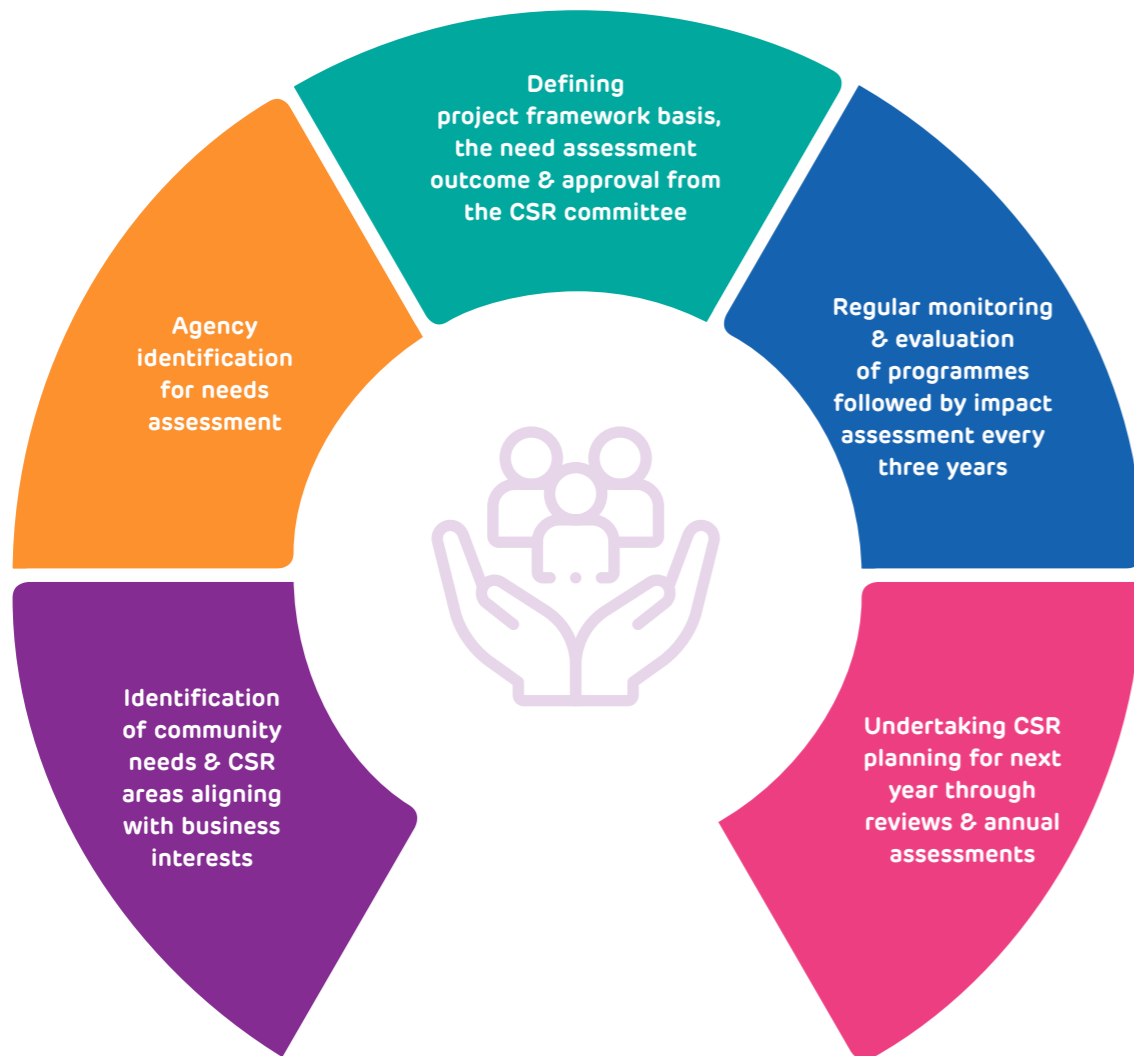 Identification
of community
needs & CSR
areas aligning
with business
interests
Agency
identification
for needs
assessment
Defining
project framework basis,
the need assessment
outcome & approval from
the CSR committee
Regular monitoring
& evaluation
of programmes
followed by impact
assessment every
three years
Undertaking CSR
planning for next
year through
reviews & annual
assessments